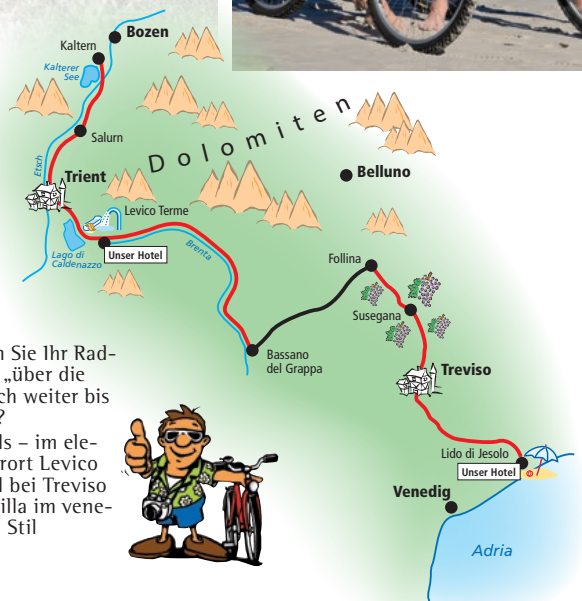 Bozen
Kaltern
Kalterer
See
Salurn
Etsch
Dolomiten
Trient
Belluno
Levico Terme
Unser Hotel
Lago di
Caldenazzo
Brenta
Follina
Susegana
Bassano
del Grappa
Treviso
Lido di Jesolo
Unser Hotel
Venedig
Adria
n Sie Ihr Rad-
„über die
ch weiter bis
?
ls – im ele-
rort Levico
d bei Treviso
illa im vene-
Stil